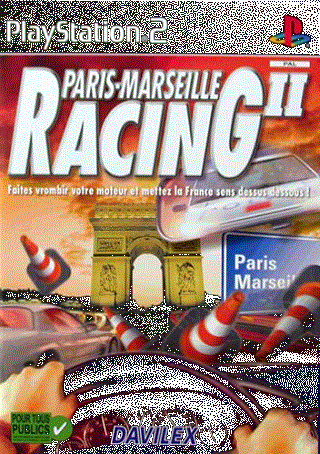 PlayStation 2
PAL
PARIS-MARSEILLE
RACING II
Faites vrombir votre moteur et mettez la France sens dessus dessous !
Paris
Marseil
POUR TOUS
PUBLICS
DAVILEX